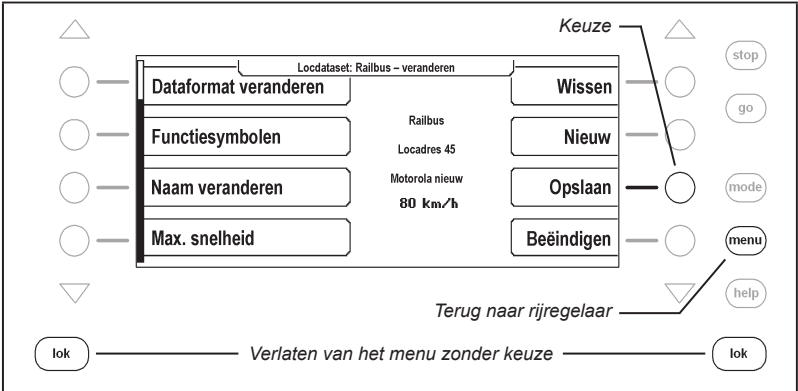 Keuze
stop
Locdataset: Railbus – veranderen
Dataformat veranderen
Wissen
go
Railbus
Functiesymbolen
Nieuw
Locadres 45
Motorola nieuw
Naam veranderen
Opslaan
mode
80 km/h
Max. snelheid
Beëindigen
menu
help
Terug naar rijregelaar
lok
Verlaten van het menu zonder keuze
lok